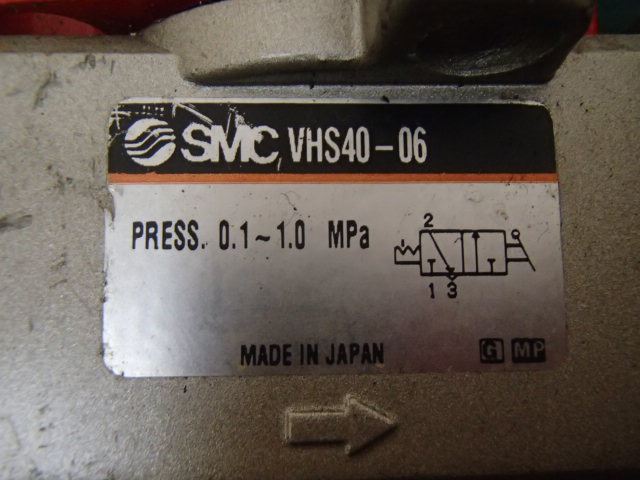 SMC VHS40-06
PRESS. 0.1~1.0 MPa
2
1 3
MADE IN JAPAN G MP